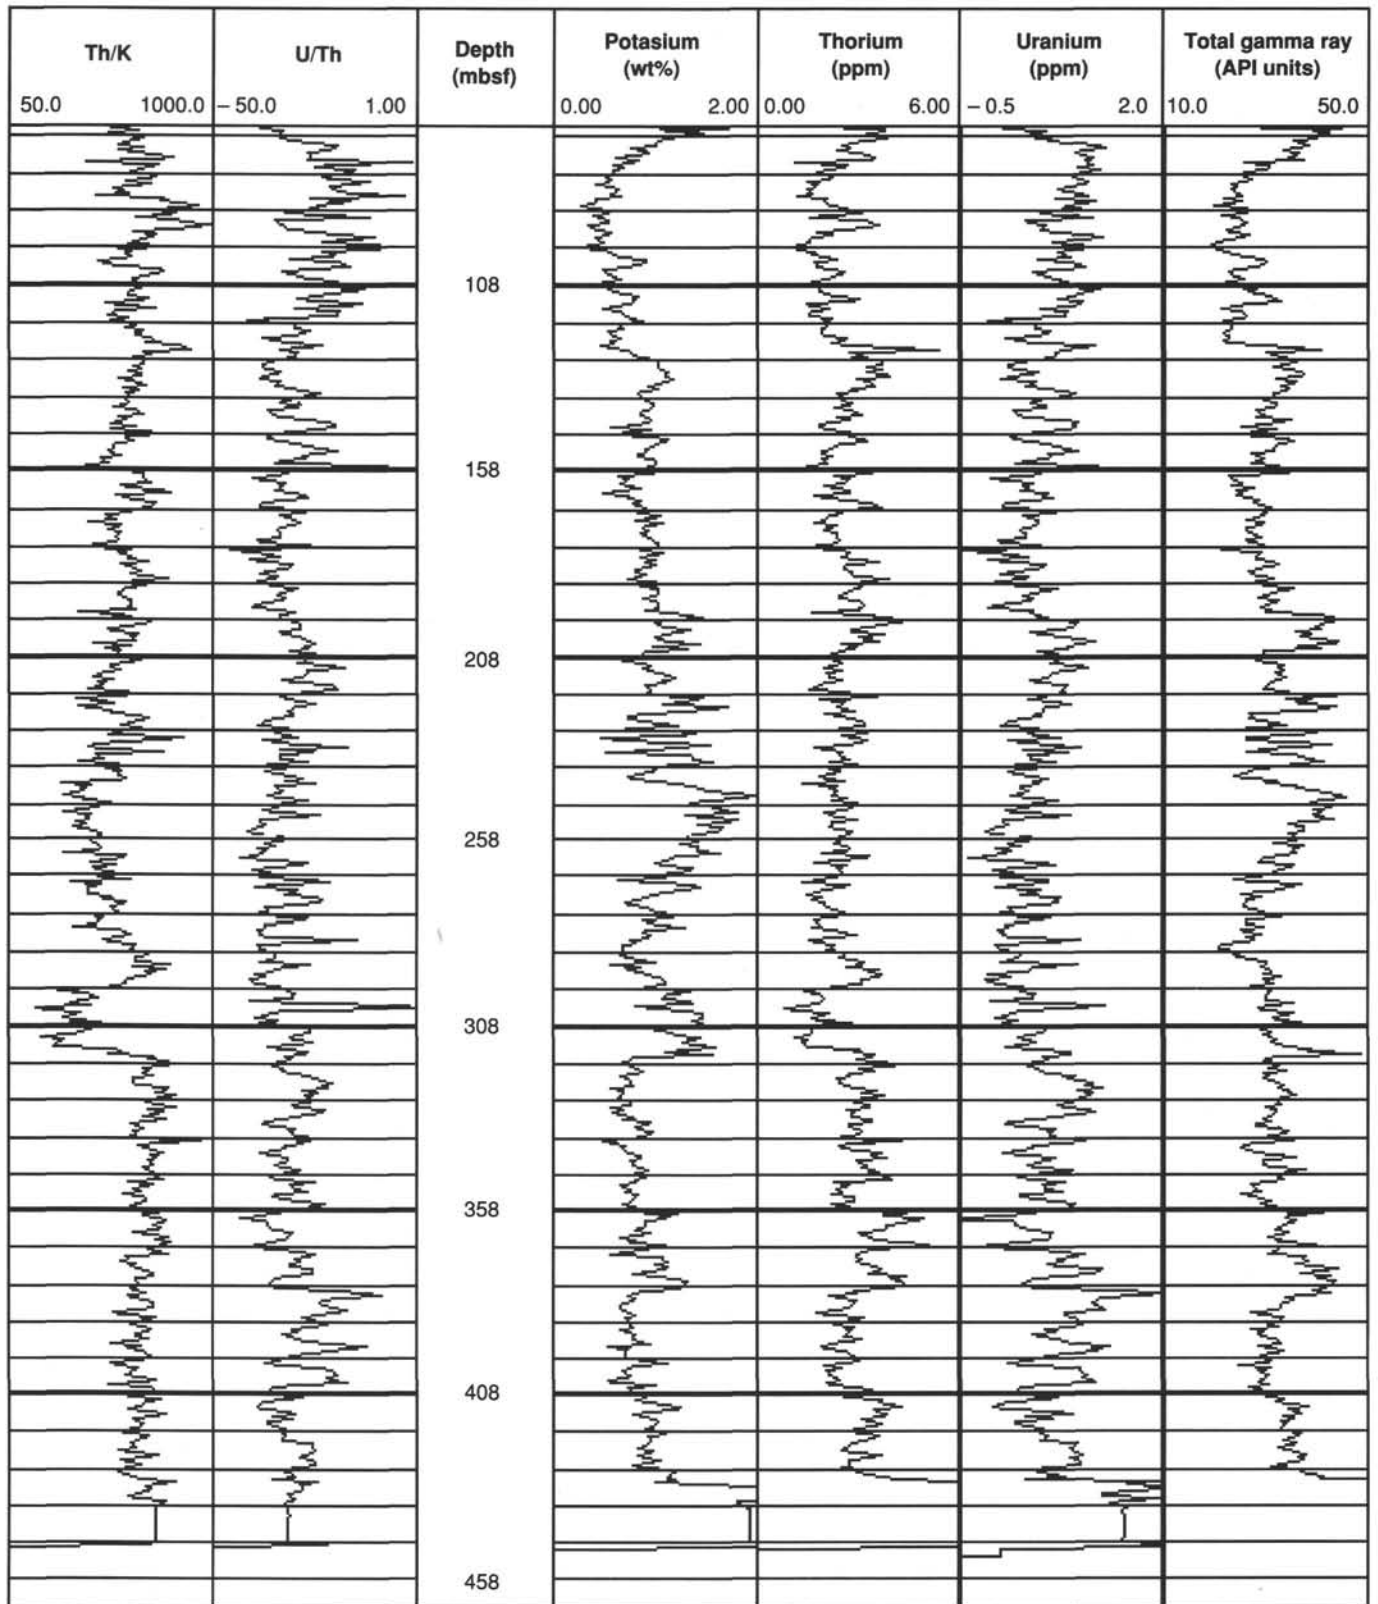 Th/K
50.0 1000.0
U/Th
– 50.0 1.00
Depth
(mbsf)
Potasium
(wt%)
0.00 2.00
Thorium
(ppm)
0.00 6.00
Uranium
(ppm)
– 0.5 2.0
Total gamma ray
(API units)
10.0 50.0
108
158
208
258
308
358
408
458